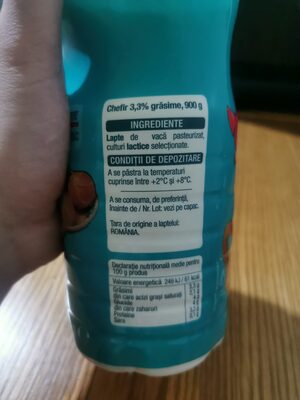 Chefir 3,3% grăsime, 900 g
INGREDIENTE
Lapte de vacă pasteurizat,
culturi lactice selecționate.
CONDIȚII DE DEPOZITARE
A se păstra la temperaturi
cuprinse între +2°C și +8°C.
A se consuma, de preferință,
înainte de / Nr. Lot: vezi pe capac.
Țara de origine a laptelui:
ROMÂNIA.
Declarație nutrițională medie pentru
100 g produs
Valoare energetică
Grăsimi
din care acizi grași saturați
Glucide
din care zaharuri
Proteine
Sare